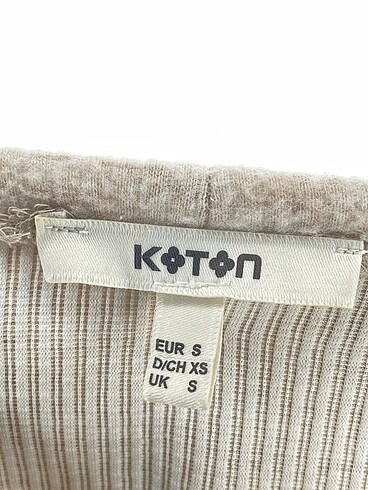 KOTON
EUR S
D/CH XS
UK S